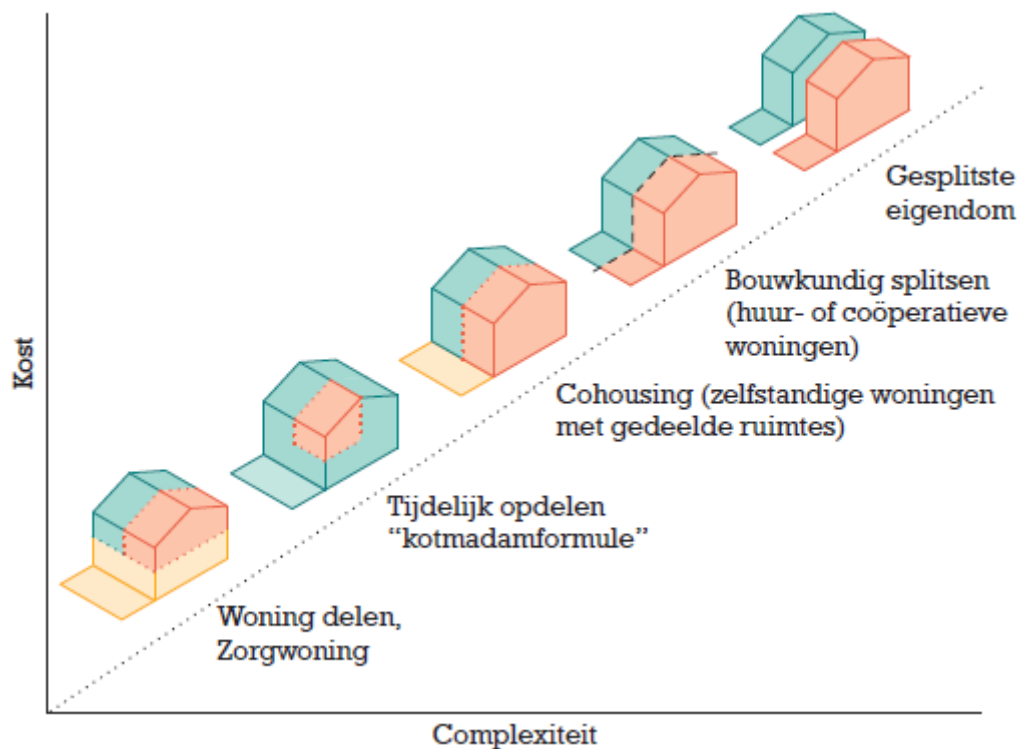 Gesplitste
eigendom
Bouwkundig splitsen
(huur- of coöperatieve
woningen)
Cohousing (zelfstandige woningen
met gedeelde ruimtes)
Tijdelijk opdelen
“kotmadamformule”
Woning delen,
Zorgwoning
Kost
Complexiteit